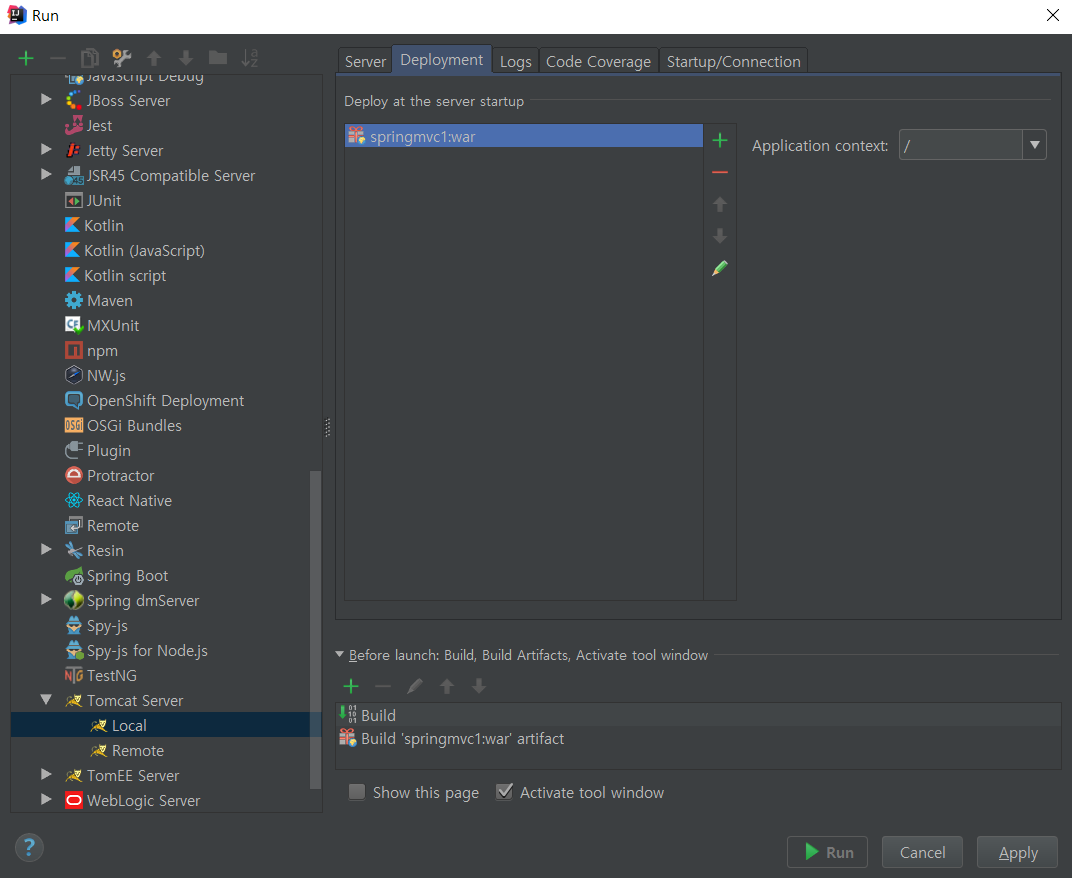 Run
Server
Deployment
Logs
Code Coverage
Startup/Connection
JavaScript Debug
JBoss Server
Jest
Jetty Server
JSR45 Compatible Server
JUnit
Kotlin
Kotlin (JavaScript)
Kotlin script
Maven
MXUnit
npm
NW.js
OpenShift Deployment
OSGi Bundles
Plugin
Protractor
React Native
Remote
Resin
Spring Boot
Spring dmServer
Spy-js
Spy-js for Node.js
TestNG
Tomcat Server
Local
Remote
TomEE Server
WebLogic Server
Deploy at the server startup
springmvc1:war
Application context: /
Before launch: Build, Build Artifacts, Activate tool window
Build
Build 'springmvc1:war' artifact
Show this page
Activate tool window
?
Run
Cancel
Apply